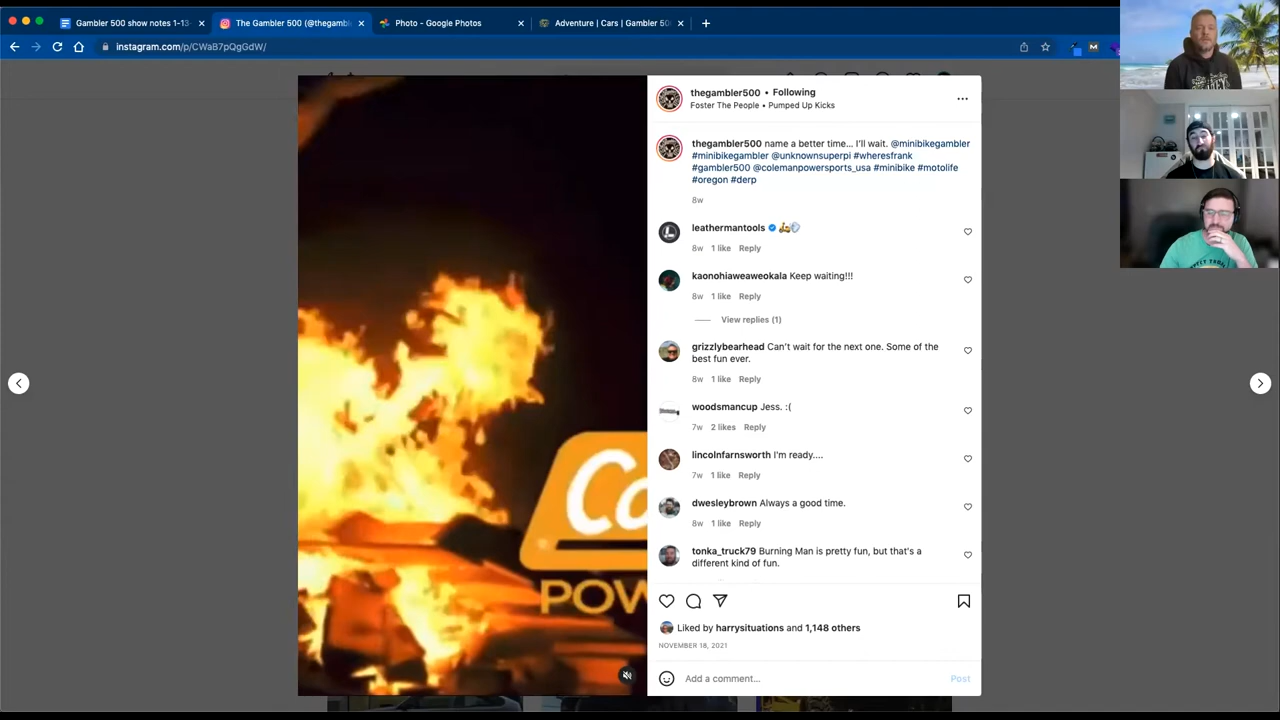 Gambler 500 show notes 1-13-
The Gambler 500 (@thegambl
Photo - Google Photos
Adventure | Cars | Gambler 50
instagram.com/p/CWaB7pQgGdW/
thegambler500 • Following
Foster The People • Pumped Up Kicks
thegambler500 name a better time... I'll wait. @minibikegambler
#minibikegambler @unknownsuperpi #wheresfrank
#gambler500 @colemanpowersports_usa #minibike #motolife
#oregon #derp
8w
leathermantools 🛵💨
8w 1 like Reply
kaonohiaweaweokala Keep waiting!!!
8w 1 like Reply
View replies (1)
grizzlybearhead Can't wait for the next one. Some of the
best fun ever.
8w 1 like Reply
woodsmancup Jess. :(
7w 2 likes Reply
lincolnfarnsworth I'm ready....
7w 1 like Reply
dwesleybrown Always a good time.
8w 1 like Reply
tonka_truck79 Burning Man is pretty fun, but that's a
different kind of fun.
Co
POW
Liked by harrysituations and 1,148 others
NOVEMBER 18, 2021
Add a comment...
Post